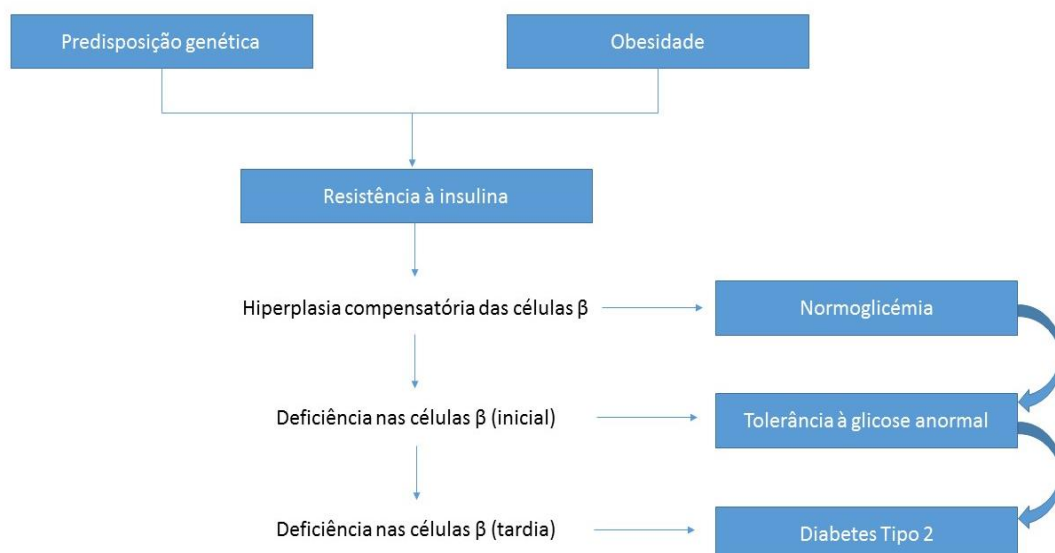 Predisposição genética
Obesidade
Resistência à insulina
Hiperplasia compensatória das células β
Normoglicémia
Deficiência nas células β (inicial)
Tolerância à glicose anormal
Deficiência nas células β (tardia)
Diabetes Tipo 2